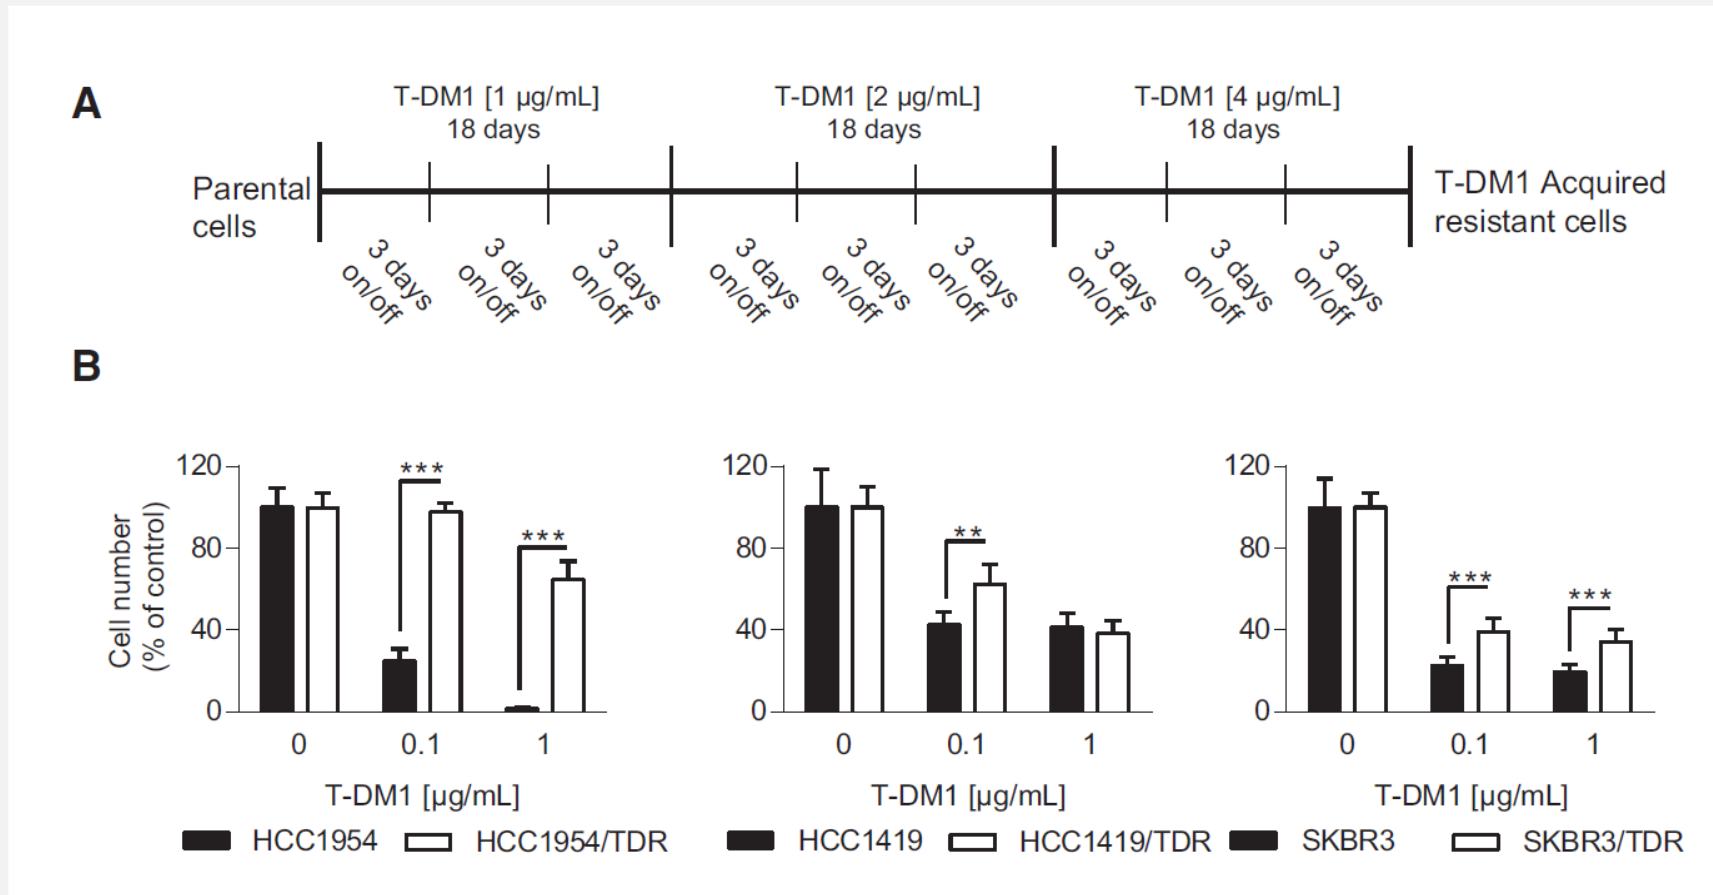 A
T-DM1 [1 µg/mL]
18 days
T-DM1 [2 µg/mL]
18 days
T-DM1 [4 µg/mL]
18 days
Parental
cells
T-DM1 Acquired
resistant cells
3 days
on/off
3 days
on/off
3 days
on/off
3 days
on/off
3 days
on/off
3 days
on/off
3 days
on/off
3 days
on/off
3 days
on/off
B
Cell number
(% of control)
120
80
40
0
***
***
0 0.1 1
T-DM1 [µg/mL]
HCC1954 HCC1954/TDR
120
80
40
0
**
0 0.1 1
T-DM1 [µg/mL]
HCC1419 HCC1419/TDR
120
80
40
0
***
***
0 0.1 1
T-DM1 [µg/mL]
SKBR3 SKBR3/TDR